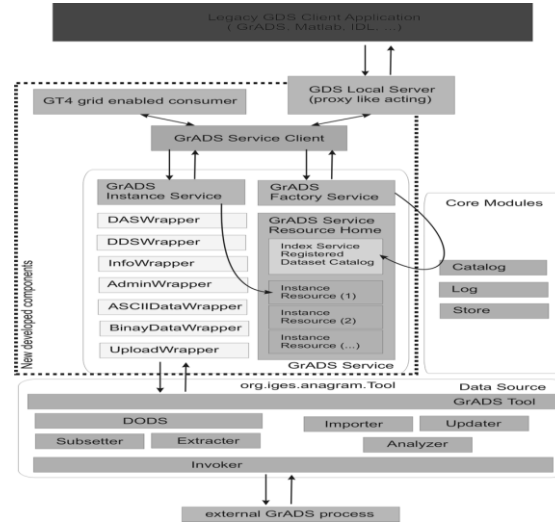 Legacy GDS Client Application
( GrADS, Matlab, IDL, ...)
GT4 grid enabled consumer
GDS Local Server
(proxy like acting)
GrADS Service Client
GrADS
Instance Service
GrADS
Factory Service
DASWrapper
DDSWrapper
InfoWrapper
AdminWrapper
ASCIIDataWrapper
BinayDataWrapper
UploadWrapper
GrADS Service
Resource Home
Index Service
Registered
Dataset Catalog
Instance
Resource (1)
Instance
Resource (2)
Instance
Resource (...)
GrADS Service
New developed components
Core Modules
Catalog
Log
Store
org.iges.anagram.Tool
Data Source
GrADS Tool
DODS
Subsetter
Extracter
Importer
Updater
Analyzer
Invoker
external GrADS process